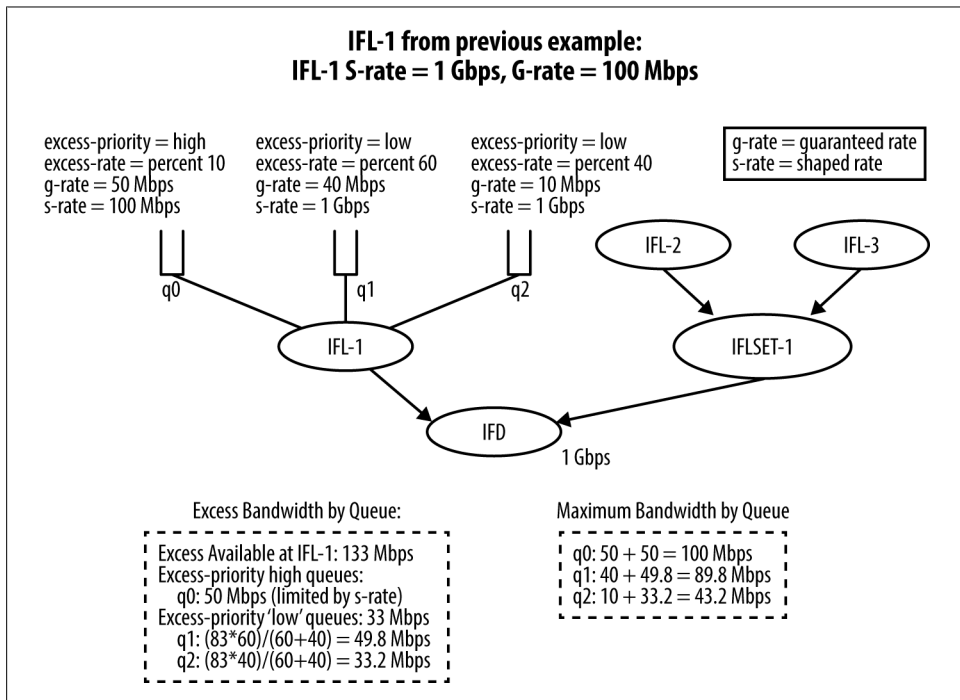 IFL-1 from previous example:
IFL-1 S-rate = 1 Gbps, G-rate = 100 Mbps
excess-priority = high
excess-rate = percent 10
g-rate = 50 Mbps
s-rate = 100 Mbps
excess-priority = low
excess-rate = percent 60
g-rate = 40 Mbps
s-rate = 1 Gbps
excess-priority = low
excess-rate = percent 40
g-rate = 10 Mbps
s-rate = 1 Gbps
g-rate = guaranteed rate
s-rate = shaped rate
q0
q1
q2
IFL-2
IFL-3
IFL-1
IFLSET-1
IFD
1 Gbps
Excess Bandwidth by Queue:
Excess Available at IFL-1: 133 Mbps
Excess-priority high queues:
q0: 50 Mbps (limited by s-rate)
Excess-priority 'low' queues: 33 Mbps
q1: (83*60)/(60+40) = 49.8 Mbps
q2: (83*40)/(60+40) = 33.2 Mbps
Maximum Bandwidth by Queue
q0: 50 + 50 = 100 Mbps
q1: 40 + 49.8 = 89.8 Mbps
q2: 10 + 33.2 = 43.2 Mbps